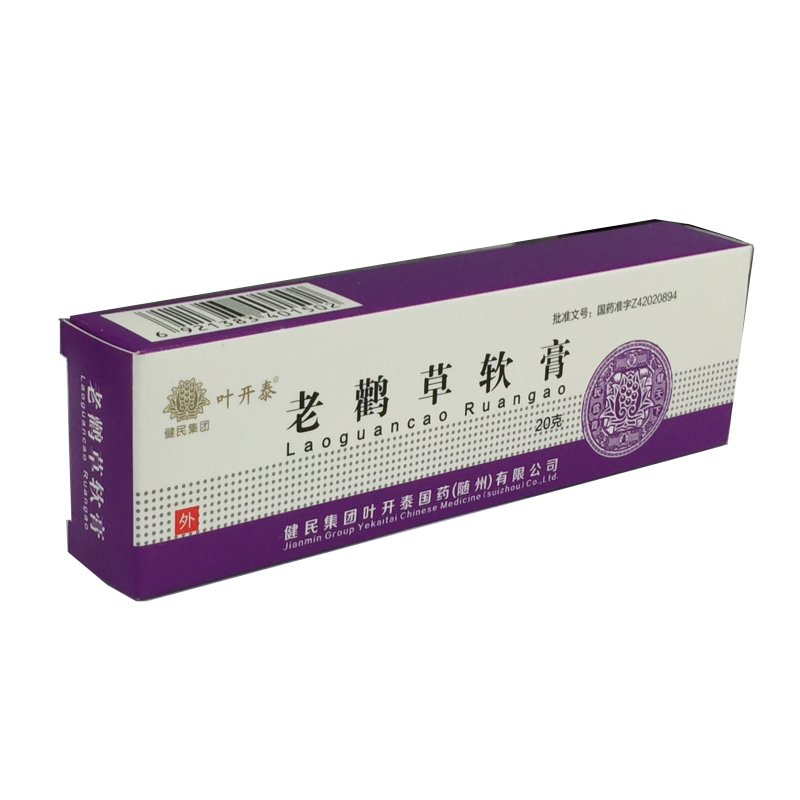 6 921383 401502
批准文号：国药准字Z42020894
叶开泰®
健民集团
老鹳草软膏
Laoguancao Ruangao
20克
外
健民集团叶开泰国药(随州)有限公司
Jianmin Group Yekaitai Chinese Medicine (suizhou) Co.,Ltd.
老鹳草软膏
Laoguancao Ruangao